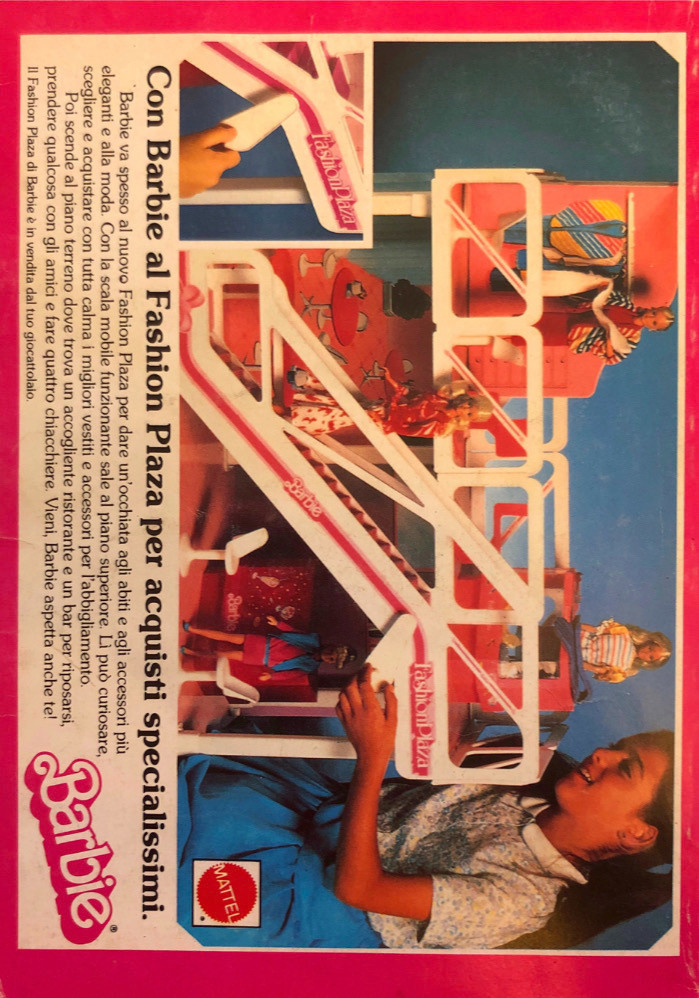 Fashion Plaza
Barbie
Barbie
Fashion Plaza
MATTEL
Con Barbie al Fashion Plaza per acquisti specialissimi.
Barbie va spesso al nuovo Fashion Plaza per dare un'occhiata agli abiti e agli accessori più
eleganti e alla moda. Con la scala mobile funzionante sale al piano superiore. Lì può curiosare,
scegliere e acquistare con tutta calma i migliori vestiti e accessori per l'abbigliamento.
Poi scende al piano terreno dove trova un accogliente ristorante e un bar per riposarsi,
prendere qualcosa con gli amici e fare quattro chiacchiere. Vieni, Barbie aspetta anche te!
Il Fashion Plaza di Barbie è in vendita dal tuo giocattolaio.
Barbie®